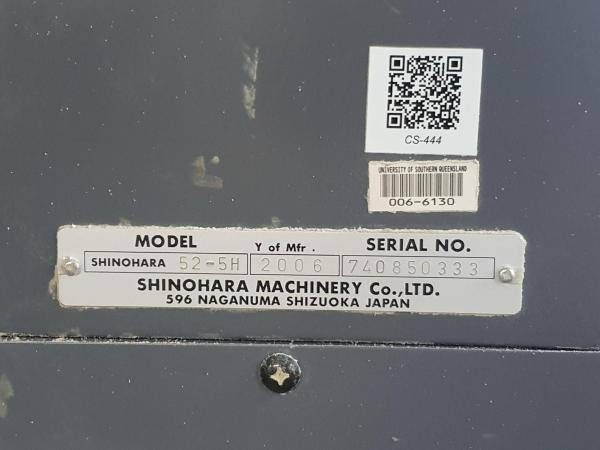 CS-444
UNIVERSITY OF SOUTHERN QUEENSLAND
006-6130
MODEL Y of Mfr. SERIAL NO.
SHINOHARA 52-5H 2006 740850333
SHINOHARA MACHINERY Co.,LTD.
596 NAGANUMA SHIZUOKA JAPAN